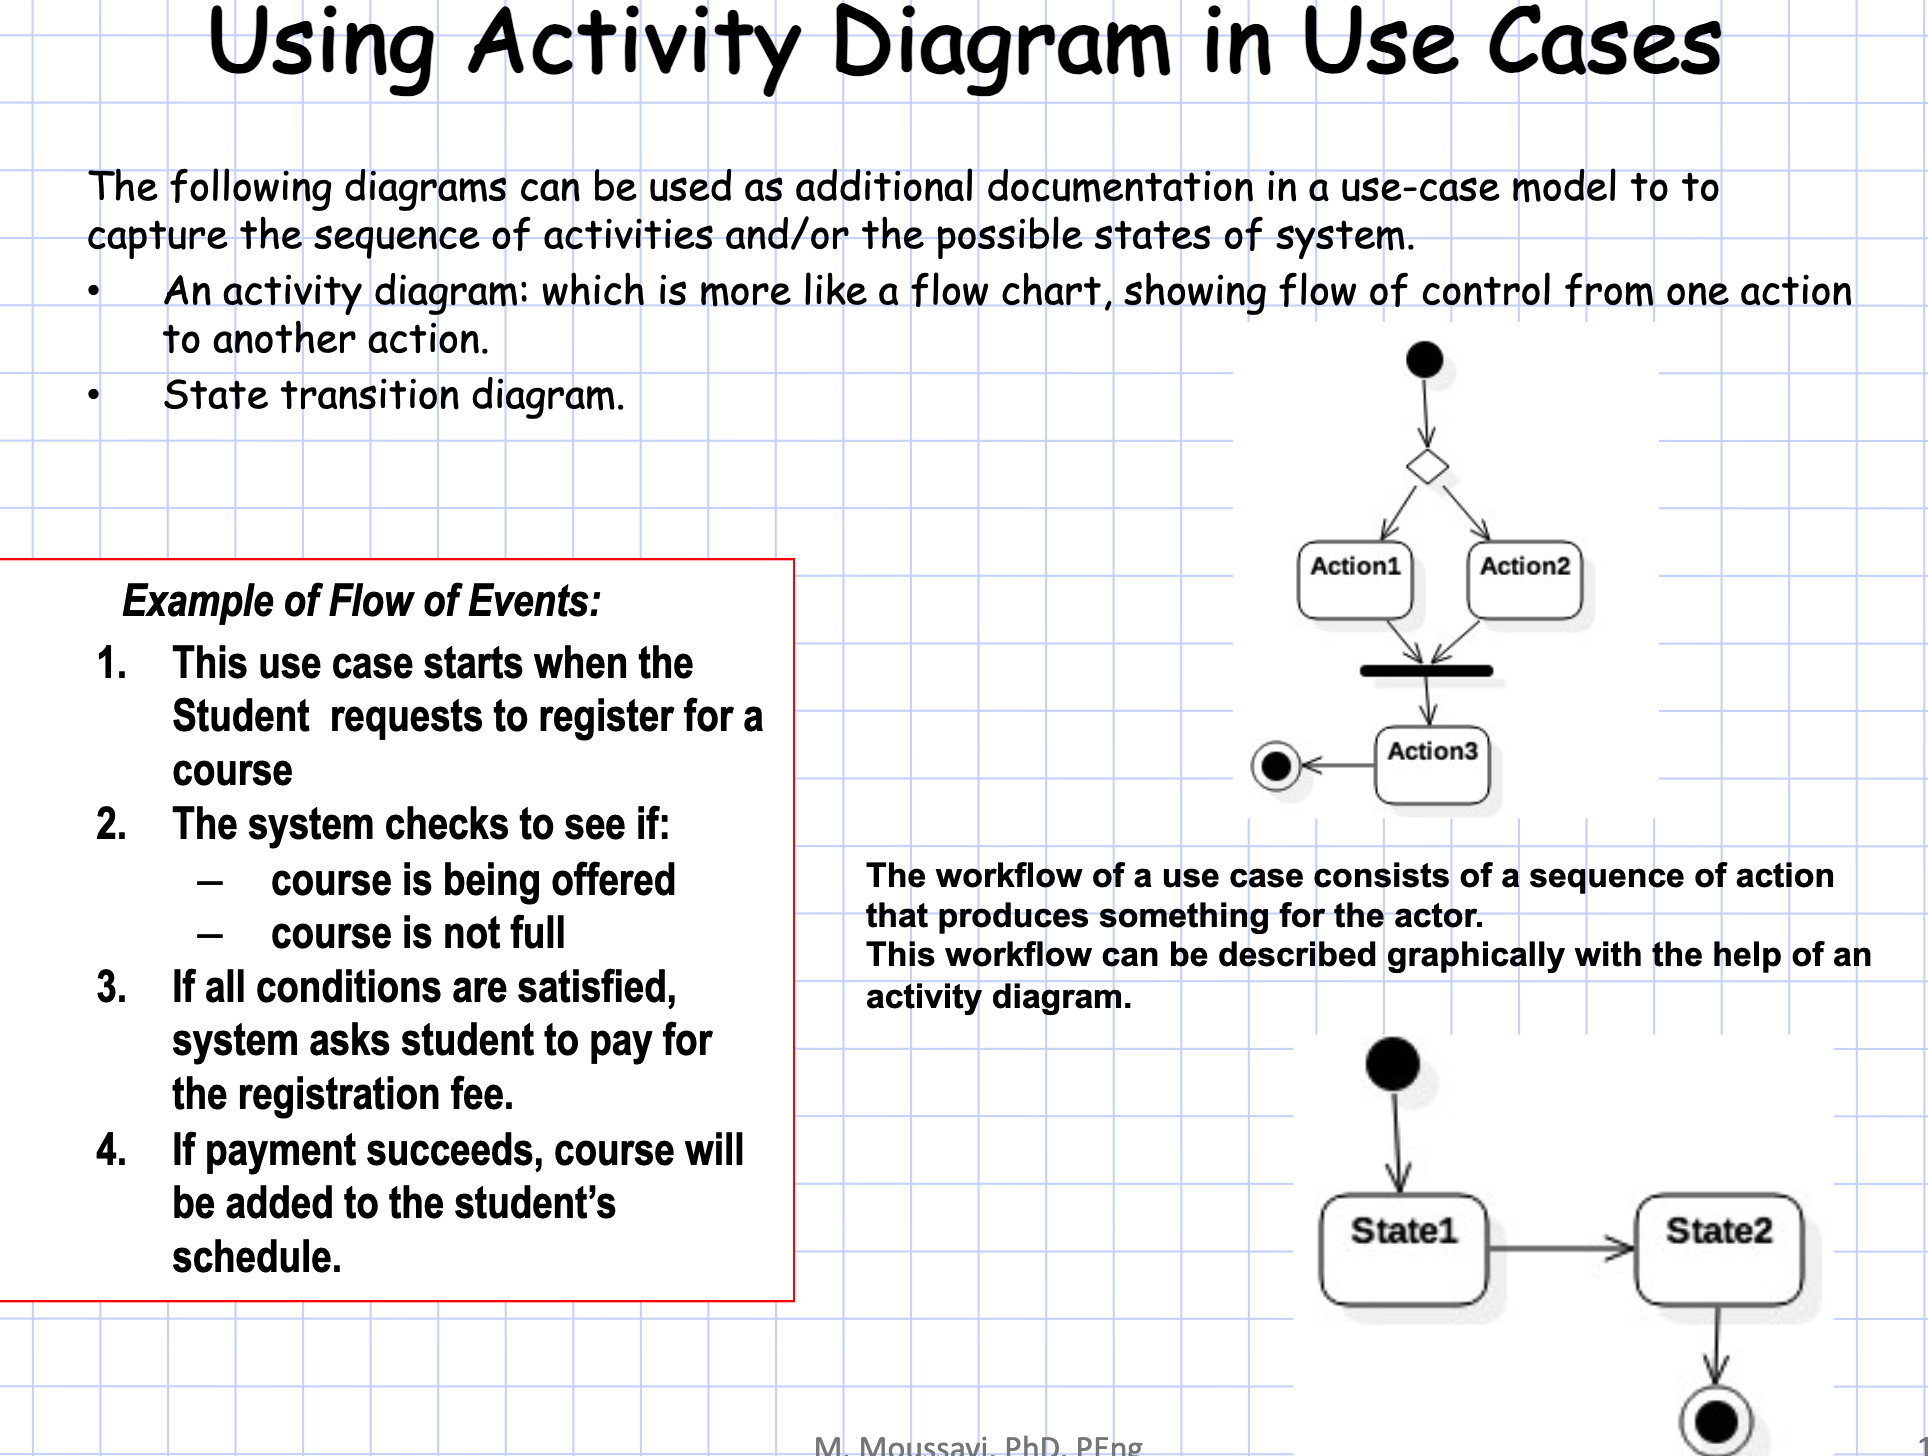 Using Activity Diagram in Use Cases
The following diagrams can be used as additional documentation in a use-case model to to
capture the sequence of activities and/or the possible states of system.
• An activity diagram: which is more like a flow chart, showing flow of control from one action
to another action.
• State transition diagram.
Example of Flow of Events:
1. This use case starts when the
Student requests to register for a
course
2. The system checks to see if:
– course is being offered
– course is not full
3. If all conditions are satisfied,
system asks student to pay for
the registration fee.
4. If payment succeeds, course will
be added to the student’s
schedule.
Action1
Action2
Action3
The workflow of a use case consists of a sequence of action
that produces something for the actor.
This workflow can be described graphically with the help of an
activity diagram.
State1
State2
M. Moussavi, PhD, PEng